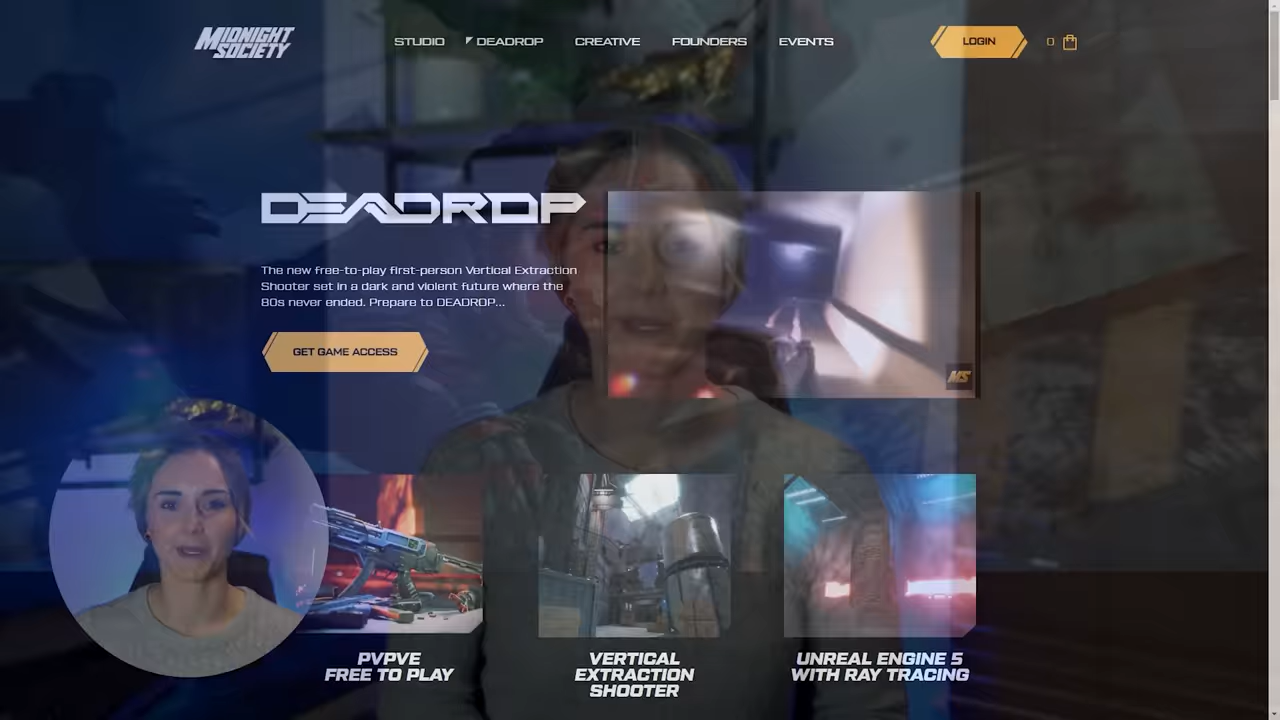 MIDNIGHT
SOCIETY
STUDIO
DEADROP
CREATIVE
FOUNDERS
EVENTS
LOGIN
0
DEADROP
The new free-to-play first-person Vertical Extraction
Shooter set in a dark and violent future where the
80s never ended. Prepare to DEADROP...
GET GAME ACCESS
MS
PVPVE
FREE TO PLAY
VERTICAL
EXTRACTION
SHOOTER
UNREAL ENGINE 5
WITH RAY TRACING